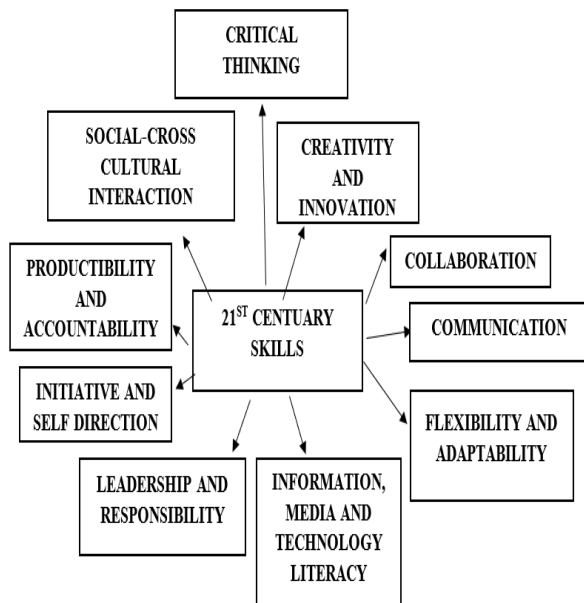 CRITICAL
THINKING
SOCIAL-CROSS
CULTURAL
INTERACTION
CREATIVITY
AND
INNOVATION
COLLABORATION
PRODUCTIBILITY
AND
ACCOUNTABILITY
21ST CENTUARY
SKILLS
COMMUNICATION
INITIATIVE AND
SELF DIRECTION
FLEXIBILITY AND
ADAPTABILITY
LEADERSHIP AND
RESPONSIBILITY
INFORMATION,
MEDIA AND
TECHNOLOGY
LITERACY